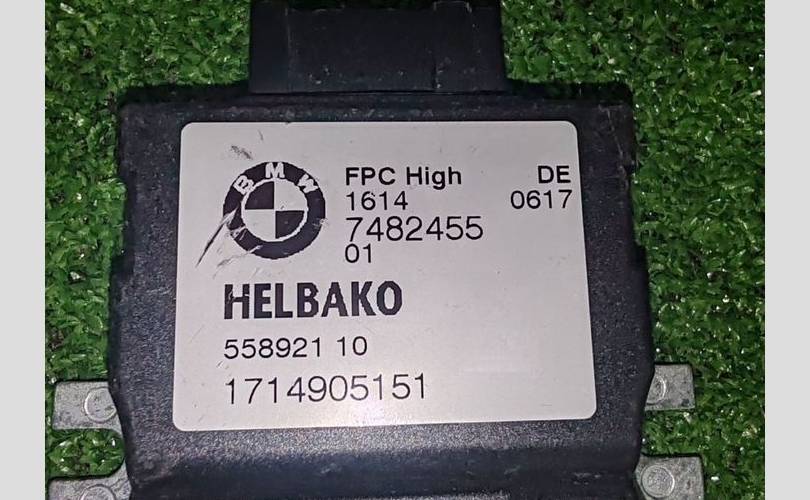 BMW
FPC High DE
1614 0617
7482455
01
HELBAKO
558921 10
1714905151